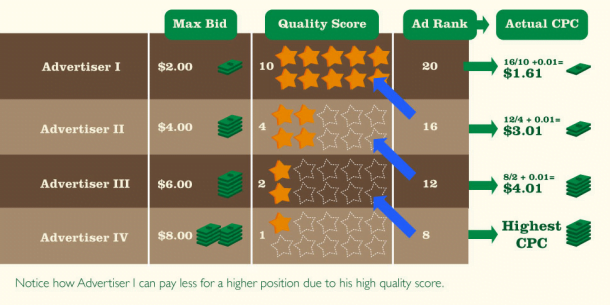 Max Bid Quality Score Ad Rank Actual CPC
Advertiser I $2.00 10 20 16/10 +0.01=
$1.61
Advertiser II $4.00 4 16 12/4 + 0.01=
$3.01
Advertiser III $6.00 2 12 8/2 + 0.01=
$4.01
Advertiser IV $8.00 1 8 Highest
CPC
Notice how Advertiser I can pay less for a higher position due to his high quality score.